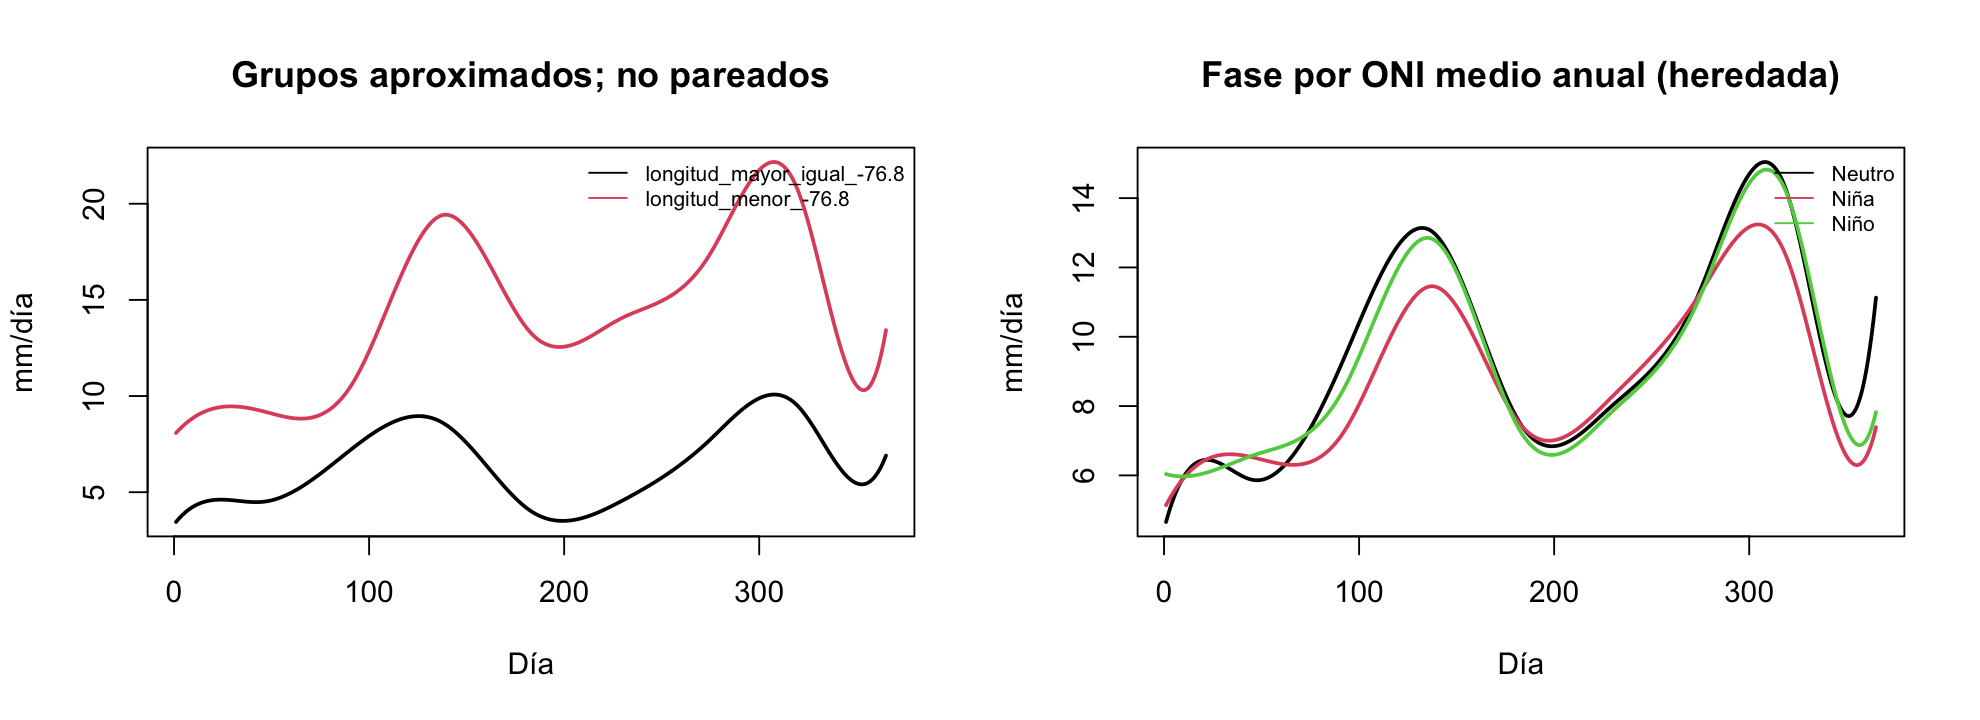 Grupos aproximados; no pareados
longitud_mayor_igual_-76.8
longitud_menor_-76.8
mm/día
5
10
15
20
0
100
200
300
Día
Fase por ONI medio anual (heredada)
Neutro
Niña
Niño
mm/día
6
8
10
12
14
0
100
200
300
Día